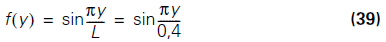 f(y) = sin πy/L = sin πy/0,4 (39)